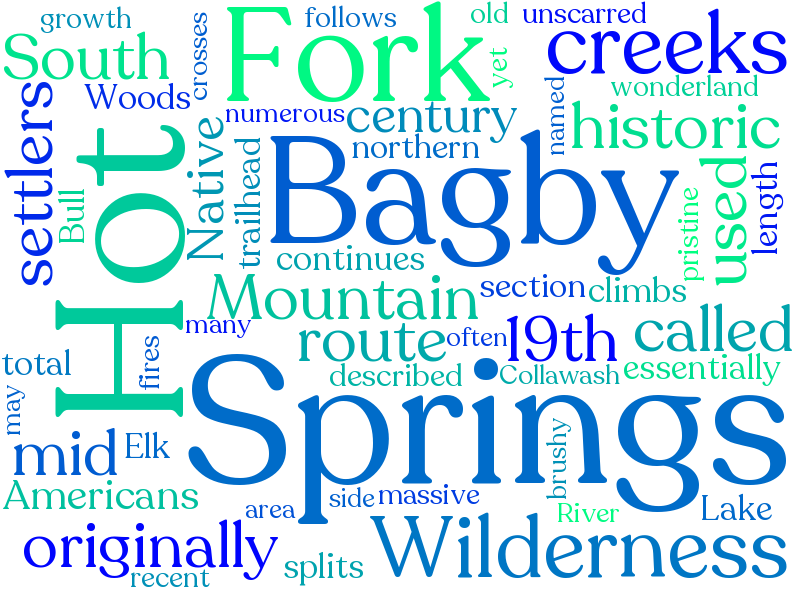 growth
follows
old
unscarred
South
Fork
creeks
crosses
yet
Woods
numerous
century
wonderland
named
historic
settlers
Hot
Native
trailhead
northern
Bagby
used
length
Bull
continues
pristine
Mountain
section
climbs
many
route
often
19th
called
total
fires
described
Collawash
essentially
Springs
may
mid
Elk
brushy
Americans
area
side
massive
River
Lake
originally
recent
splits
Wilderness